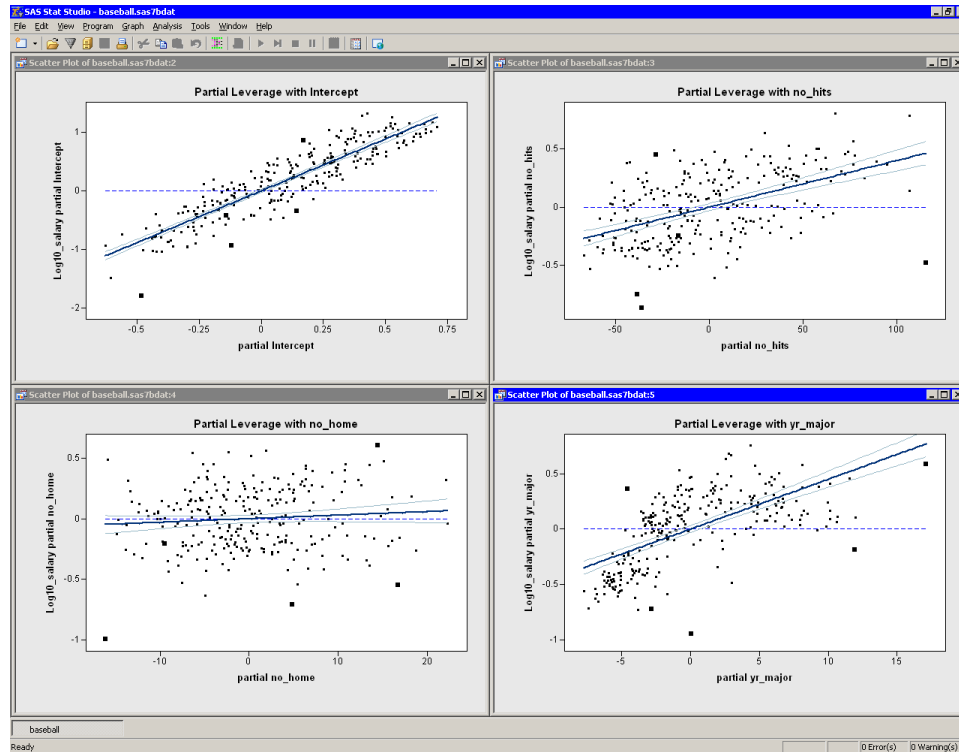 SAS Stat Studio - baseball.sas7bdat
File Edit View Program Graph Analysis Tools Window Help
Scatter Plot of baseball.sas7bdat:2
Partial Leverage with Intercept
Log10_salary partial Intercept
1
0
-1
-2
-0.5 -0.25 0 0.25 0.5 0.75
partial Intercept
Scatter Plot of baseball.sas7bdat:3
Partial Leverage with no_hits
Log10_salary partial no_hits
0.5
0
-0.5
-50 0 50 100
partial no_hits
Scatter Plot of baseball.sas7bdat:4
Partial Leverage with no_home
Log10_salary partial no_home
0.5
0
-0.5
-1
-10 0 10 20
partial no_home
Scatter Plot of baseball.sas7bdat:5
Partial Leverage with yr_major
Log10_salary partial yr_major
0.5
0
-0.5
-1
-5 0 5 10 15
partial yr_major
baseball
Ready 0 Error(s) 0 Warning(s)